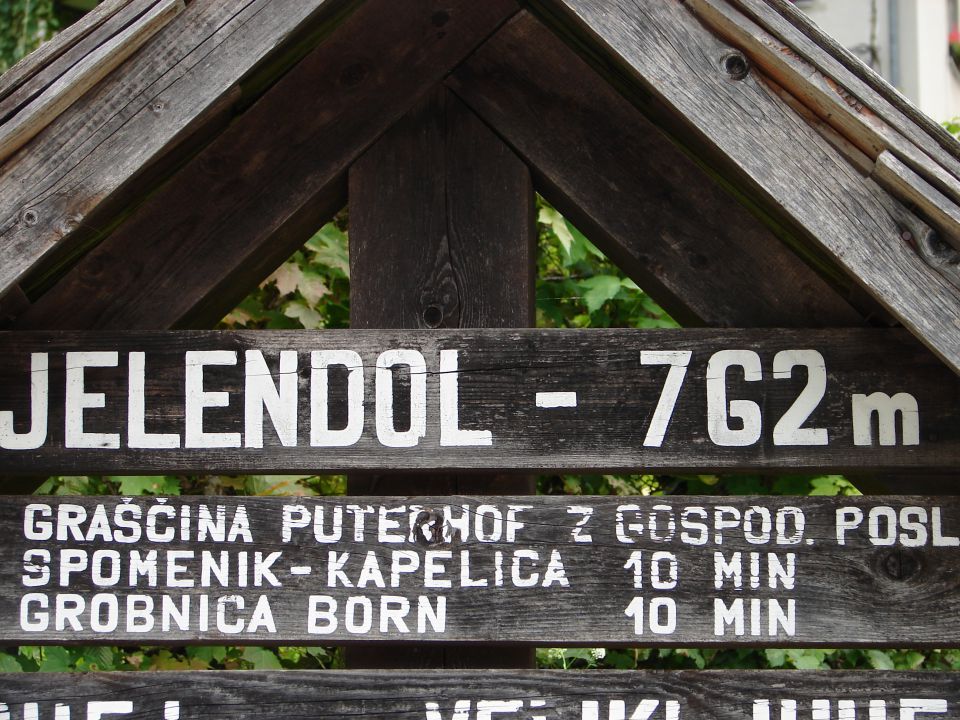 JELENDOL - 762 m
GRAŠČINA PUTERHOF Z GOSPOD. POSL
SPOMENIK - KAPELICA 10 MIN
GROBNICA BORN 10 MIN